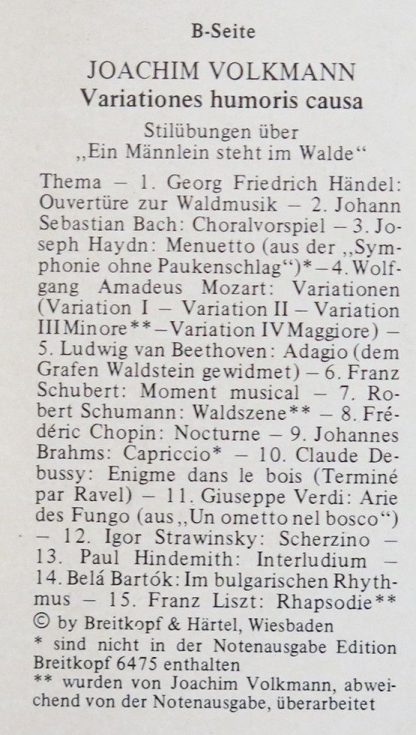 B-Seite
JOACHIM VOLKMANN
Variationes humoris causa
Stilübungen über
„Ein Männlein steht im Walde“
Thema – 1. Georg Friedrich Händel:
Ouvertüre zur Waldmusik – 2. Johann
Sebastian Bach: Choralvorspiel – 3. Jo-
seph Haydn: Menuetto (aus der „Sym-
phonie ohne Paukenschlag“)* – 4. Wolf-
gang Amadeus Mozart: Variationen
(Variation I – Variation II – Variation
III Minore** – Variation IV Maggiore) –
5. Ludwig van Beethoven: Adagio (dem
Grafen Waldstein gewidmet) – 6. Franz
Schubert: Moment musical – 7. Ro-
bert Schumann: Waldszene** – 8. Fré-
déric Chopin: Nocturne – 9. Johannes
Brahms: Capriccio* – 10. Claude De-
bussy: Enigme dans le bois (Terminé
par Ravel) – 11. Giuseppe Verdi: Arie
des Fungo (aus „Un ometto nel bosco“)
– 12. Igor Strawinsky: Scherzino –
13. Paul Hindemith: Interludium –
14. Belá Bartók: Im bulgarischen Rhyth-
mus – 15. Franz Liszt: Rhapsodie**
© by Breitkopf & Härtel, Wiesbaden
* sind nicht in der Notenausgabe Edition
Breitkopf 6475 enthalten
** wurden von Joachim Volkmann, abwei-
chend von der Notenausgabe, überarbeitet